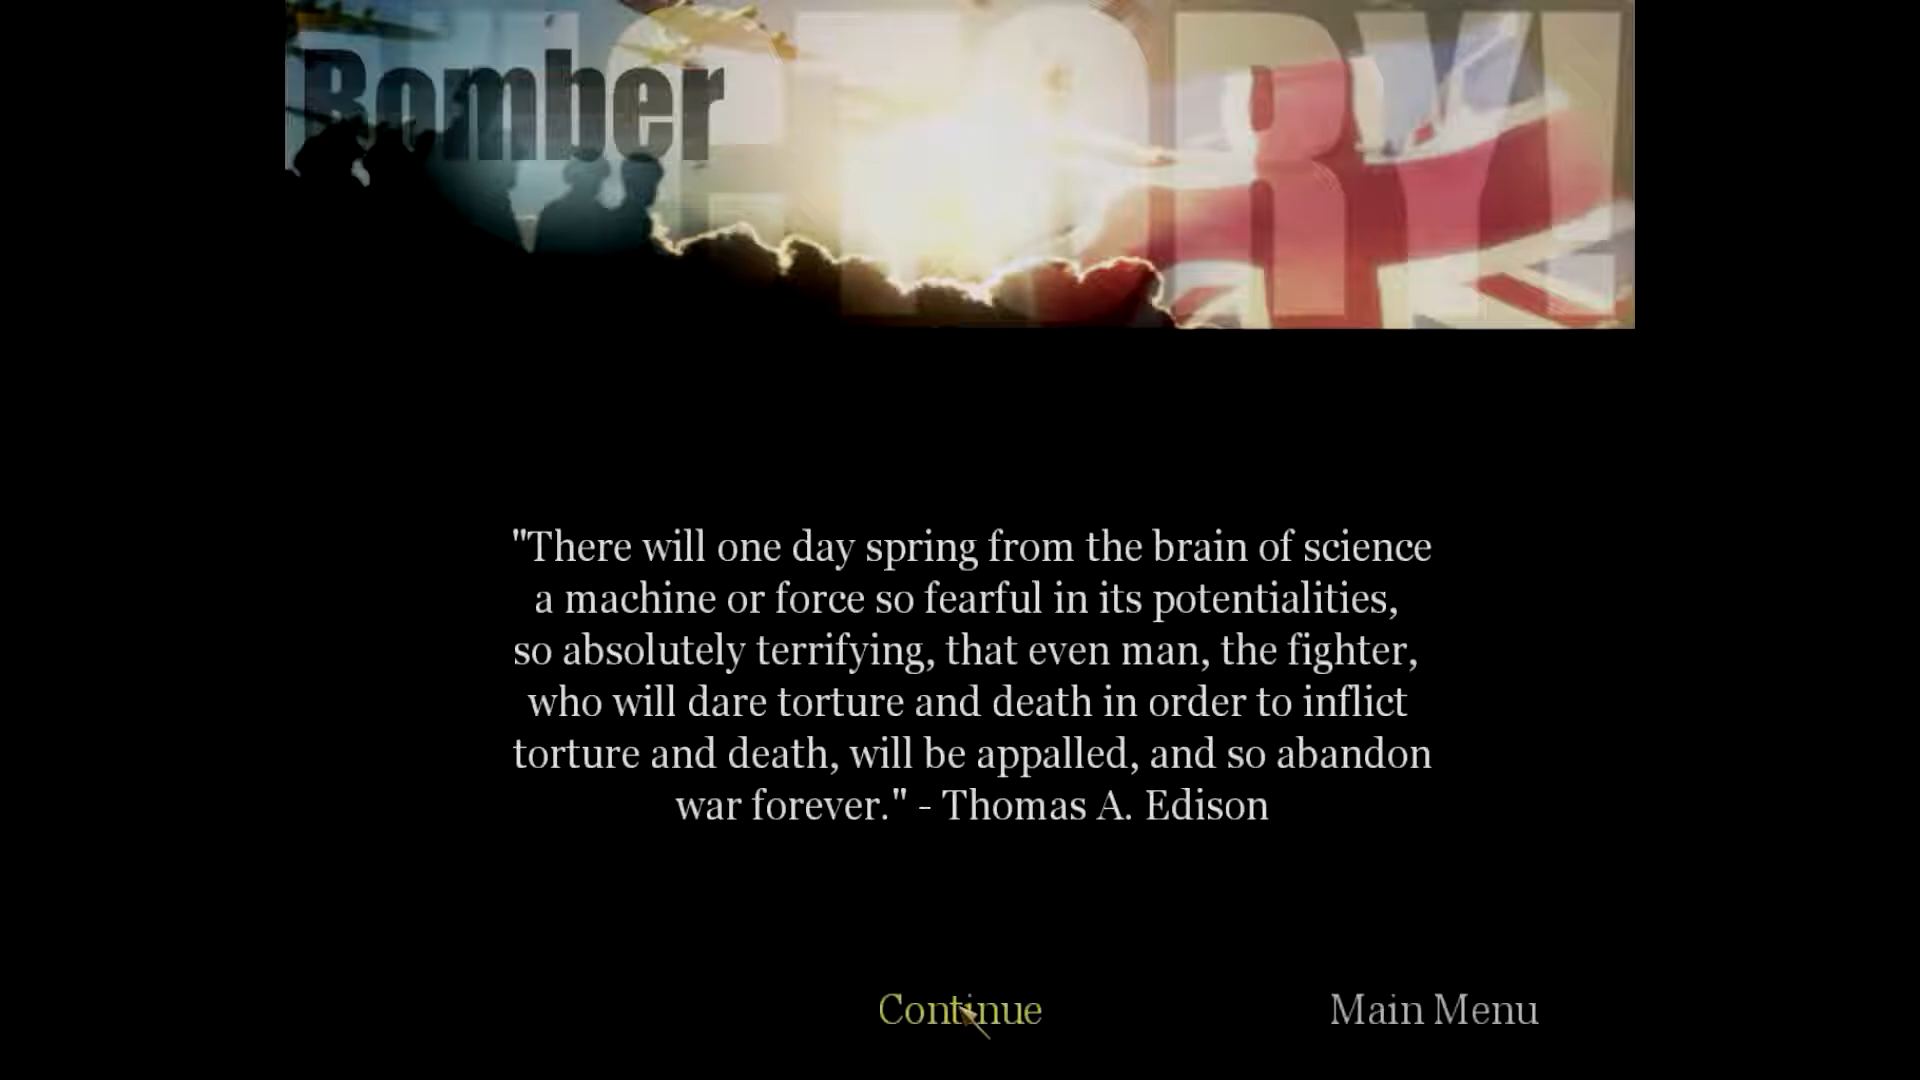 Bomber
VICTORY!
"There will one day spring from the brain of science
a machine or force so fearful in its potentialities,
so absolutely terrifying, that even man, the fighter,
who will dare torture and death in order to inflict
torture and death, will be appalled, and so abandon
war forever." - Thomas A. Edison
Continue
Main Menu